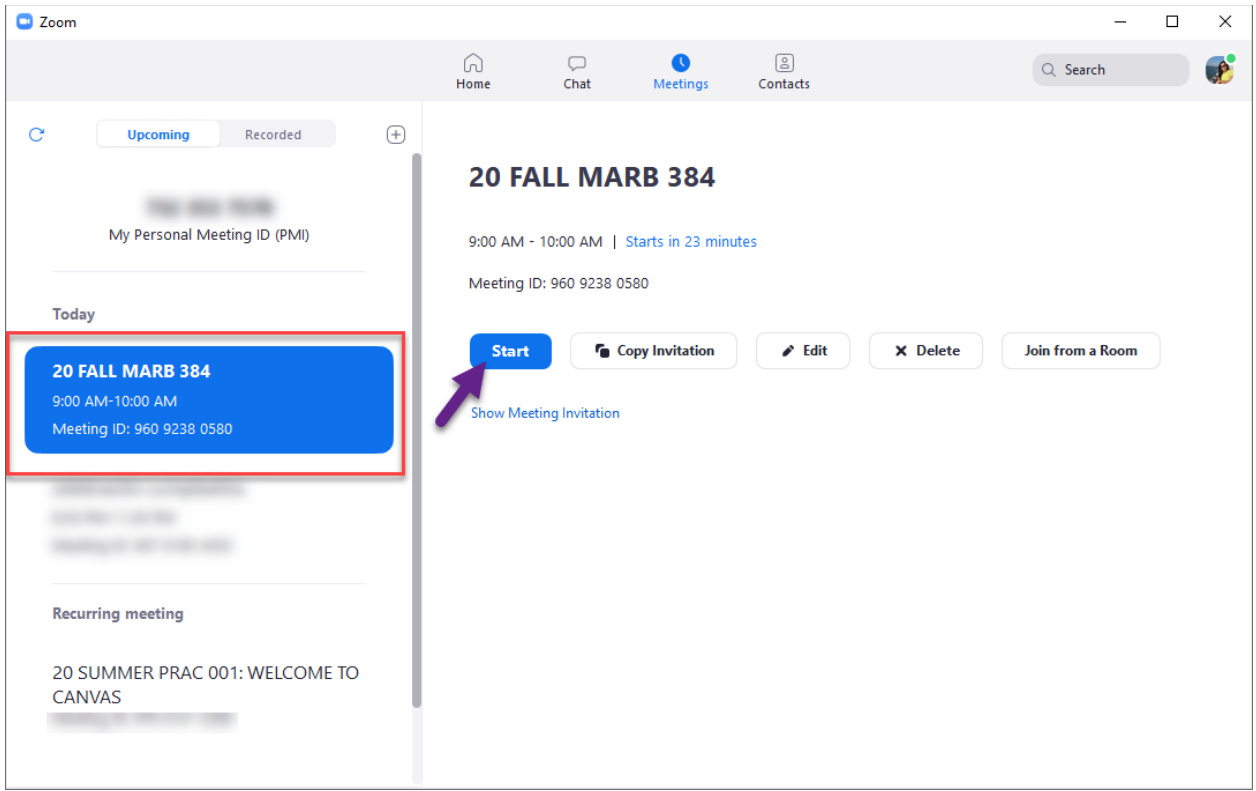 Zoom
Home
Chat
Meetings
Contacts
Search
Upcoming
Recorded
My Personal Meeting ID (PMI)
Today
20 FALL MARB 384
9:00 AM-10:00 AM
Meeting ID: 960 9238 0580
Recurring meeting
20 SUMMER PRAC 001: WELCOME TO
CANVAS
20 FALL MARB 384
9:00 AM - 10:00 AM | Starts in 23 minutes
Meeting ID: 960 9238 0580
Start
Copy Invitation
Edit
Delete
Join from a Room
Show Meeting Invitation